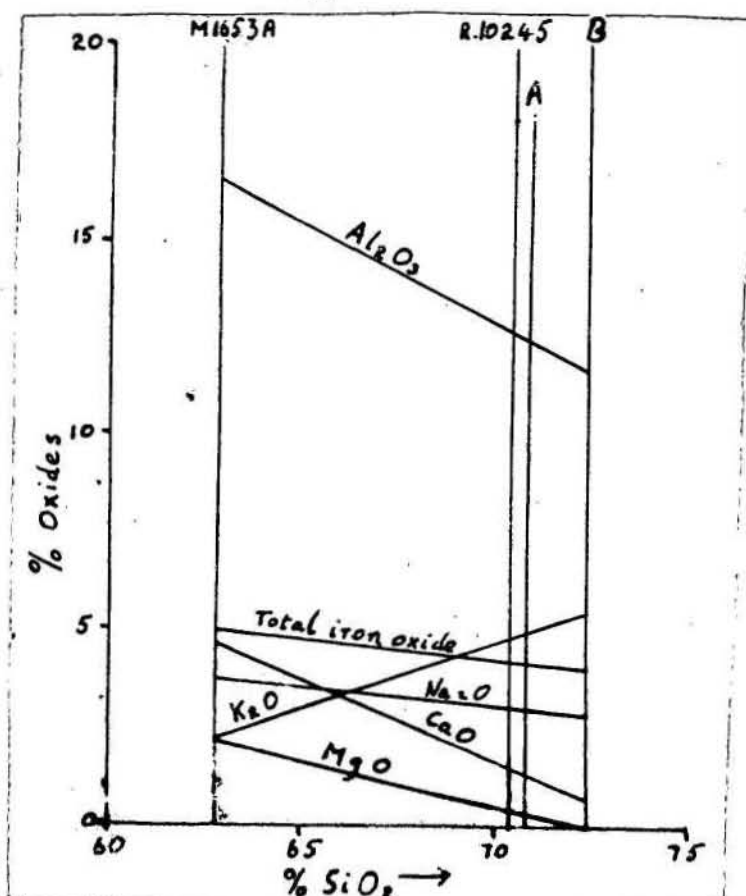 M1653A R.10245 B
A
20
15
10
5
0
% Oxides
Al2O3
Total iron oxide
K2O
Na2O
CaO
MgO
60 65 70 75
% SiO2 →